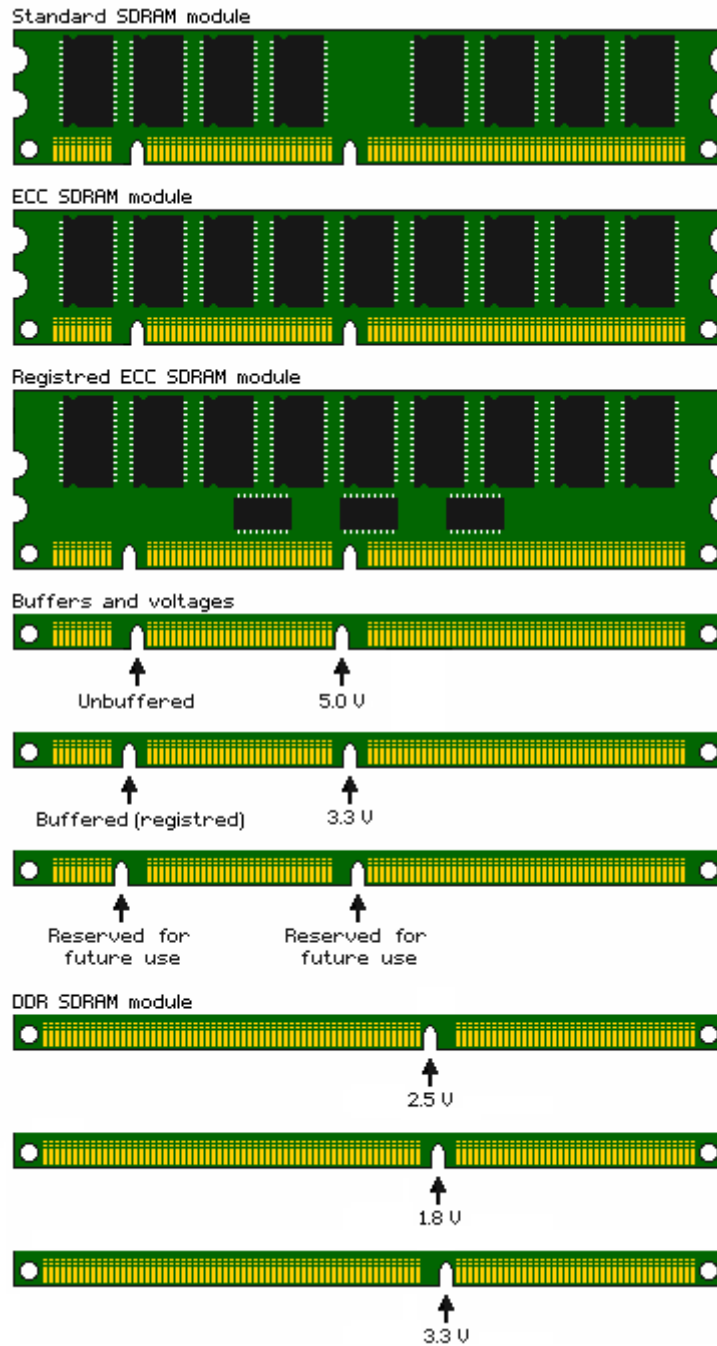 Standard SDRAM module
ECC SDRAM module
Registred ECC SDRAM module
Buffers and voltages
Unbuffered
5.0 V
Buffered (registred)
3.3 V
Reserved for
future use
Reserved for
future use
DDR SDRAM module
2.5 V
1.8 V
3.3 V